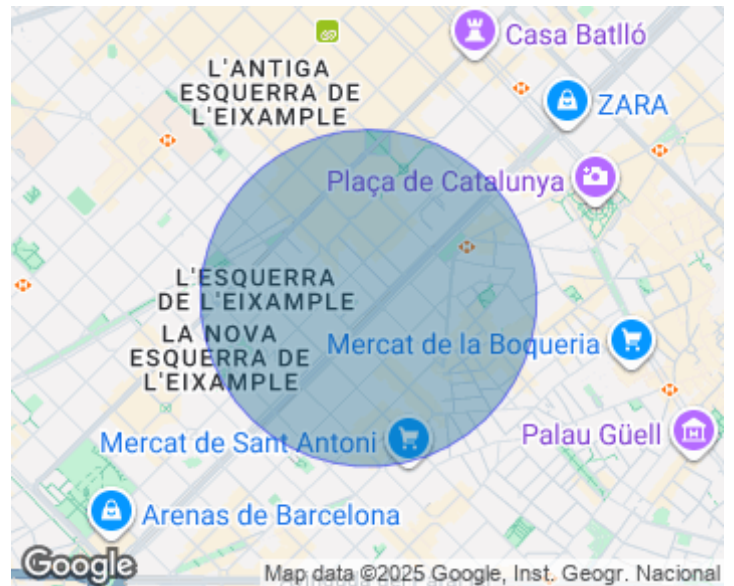 Casa Batlló
L'ANTIGA
ESQUERRA DE
L'EIXAMPLE
ZARA
Plaça de Catalunya
L'ESQUERRA
DE L'EIXAMPLE
LA NOVA
ESQUERRA DE
L'EIXAMPLE
Mercat de la Boqueria
Mercat de Sant Antoni
Palau Güell
Arenas de Barcelona
Google
Map data ©2025 Google, Inst. Geogr. Nacional